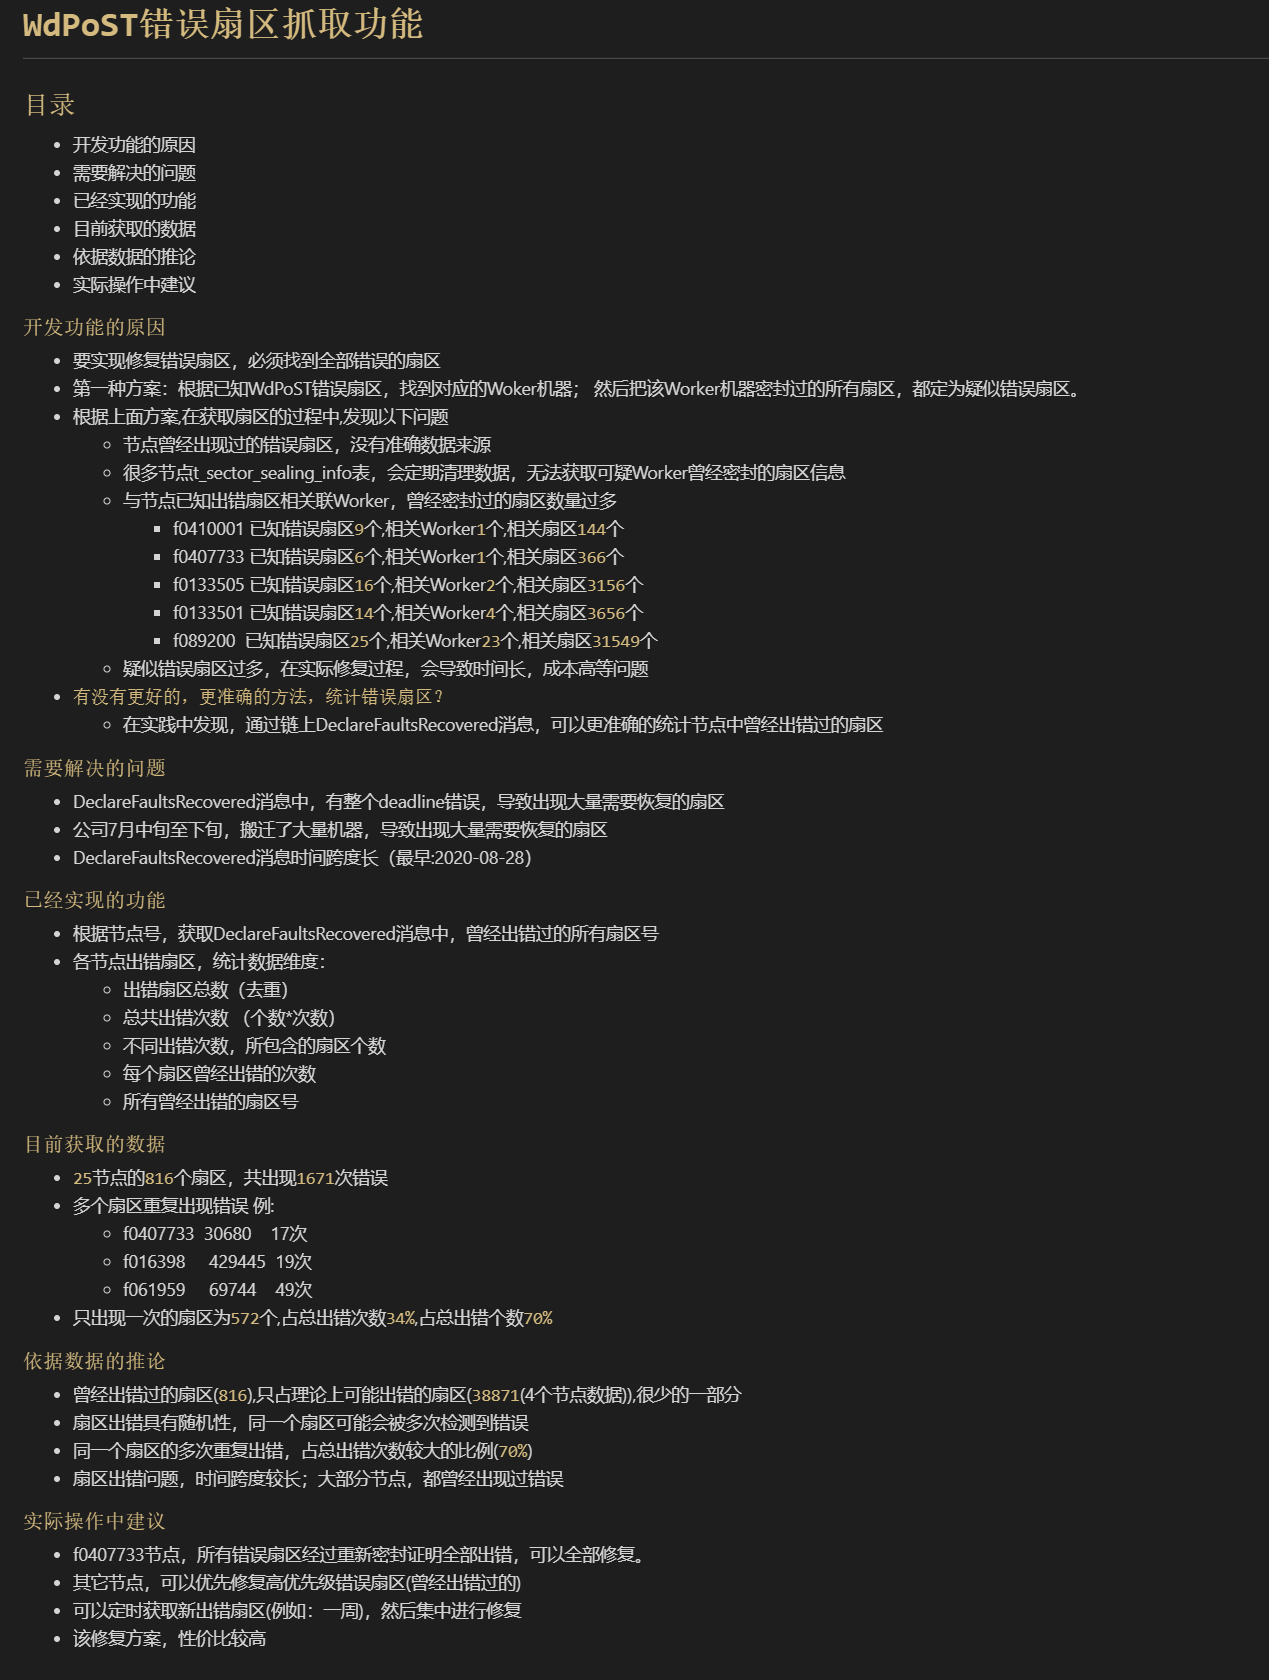 WdPoST错误扇区抓取功能
目录
开发功能的原因
需要解决的问题
已经实现的功能
目前获取的数据
依据数据的推论
实际操作中建议
开发功能的原因
要实现修复错误扇区，必须找到全部错误的扇区
第一种方案：根据已知WdPoST错误扇区，找到对应的Woker机器； 然后把该Worker机器密封过的所有扇区，都定为疑似错误扇区。
根据上面方案,在获取扇区的过程中,发现以下问题
节点曾经出现过的错误扇区，没有准确数据来源
很多节点t_sector_sealing_info表，会定期清理数据，无法获取可疑Worker曾经密封的扇区信息
与节点已知出错扇区相关联Worker，曾经密封过的扇区数量过多
f0410001 已知错误扇区9个,相关Worker1个,相关扇区144个
f0407733 已知错误扇区6个,相关Worker1个,相关扇区366个
f0133505 已知错误扇区16个,相关Worker2个,相关扇区3156个
f0133501 已知错误扇区14个,相关Worker4个,相关扇区3656个
f089200 已知错误扇区25个,相关Worker23个,相关扇区31549个
疑似错误扇区过多，在实际修复过程，会导致时间长，成本高等问题
有没有更好的，更准确的方法，统计错误扇区？
在实践中发现，通过链上DeclareFaultsRecovered消息，可以更准确的统计节点中曾经出错过的扇区
需要解决的问题
DeclareFaultsRecovered消息中，有整个deadline错误，导致出现大量需要恢复的扇区
公司7月中旬至下旬，搬迁了大量机器，导致出现大量需要恢复的扇区
DeclareFaultsRecovered消息时间跨度长（最早:2020-08-28）
已经实现的功能
根据节点号，获取DeclareFaultsRecovered消息中，曾经出错过的所有扇区号
各节点出错扇区，统计数据维度：
出错扇区总数（去重）
总共出错次数 （个数*次数）
不同出错次数，所包含的扇区个数
每个扇区曾经出错的次数
所有曾经出错的扇区号
目前获取的数据
25节点的816个扇区，共出现1671次错误
多个扇区重复出现错误 例:
f0407733 30680 17次
f016398 429445 19次
f061959 69744 49次
只出现一次的扇区为572个,占总出错次数34%,占总出错个数70%
依据数据的推论
曾经出错过的扇区(816),只占理论上可能出错的扇区(38871(4个节点数据)),很少的一部分
扇区出错具有随机性，同一个扇区可能会被多次检测到错误
同一个扇区的多次重复出错，占总出错次数较大的比例(70%)
扇区出错问题，时间跨度较长；大部分节点，都曾经出现过错误
实际操作中建议
f0407733节点，所有错误扇区经过重新密封证明全部出错，可以全部修复。
其它节点，可以优先修复高优先级错误扇区(曾经出错过的)
可以定时获取新出错扇区(例如：一周)，然后集中进行修复
该修复方案，性价比较高